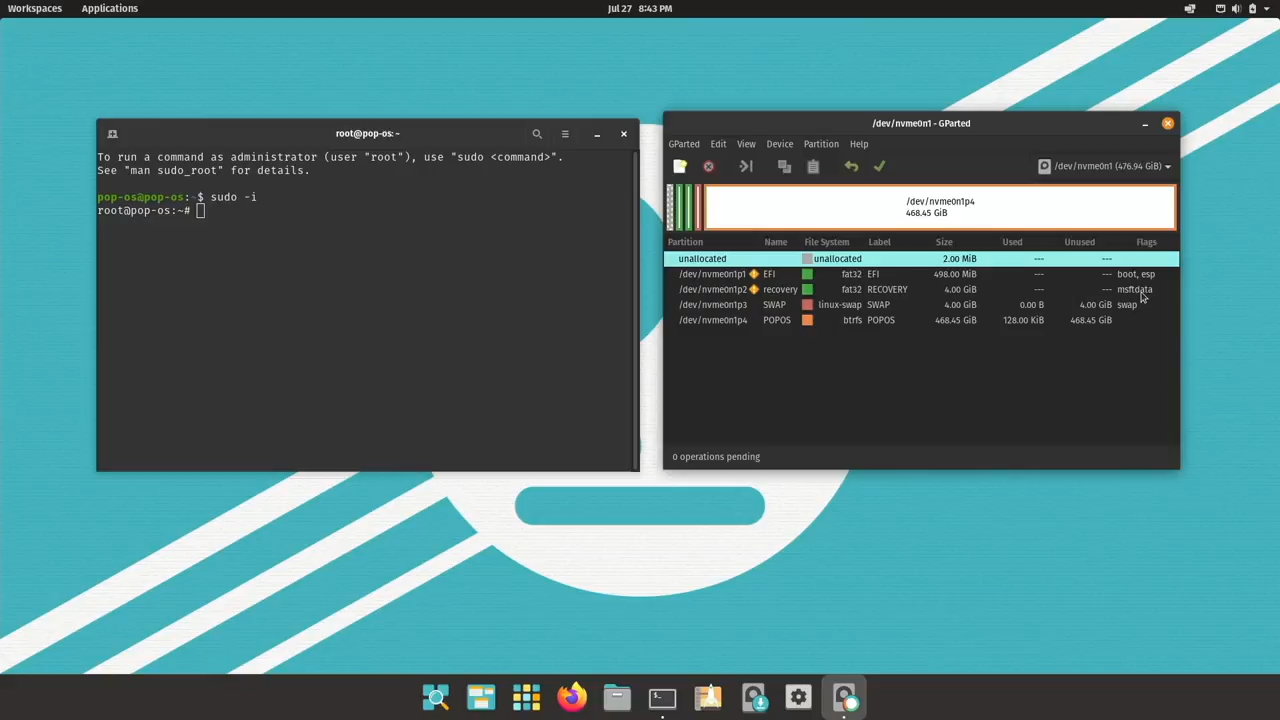 Workspaces Applications Jul 27 8:43 PM
root@pop-os: ~
To run a command as administrator (user "root"), use "sudo <command>".
See "man sudo_root" for details.
pop-os@pop-os:~$ sudo -i
root@pop-os:~#
/dev/nvme0n1 - GParted
GParted Edit View Device Partition Help
/dev/nvme0n1 (476.94 GiB)
/dev/nvme0n1p4
468.45 GiB
Partition Name File System Label Size Used Unused Flags
unallocated unallocated 2.00 MiB --- ---
/dev/nvme0n1p1 EFI fat32 EFI 498.00 MiB --- --- boot, esp
/dev/nvme0n1p2 recovery fat32 RECOVERY 4.00 GiB --- --- msftdata
/dev/nvme0n1p3 SWAP linux-swap SWAP 4.00 GiB 0.00 B 4.00 GiB swap
/dev/nvme0n1p4 POPOS btrfs POPOS 468.45 GiB 128.00 KiB 468.45 GiB
0 operations pending